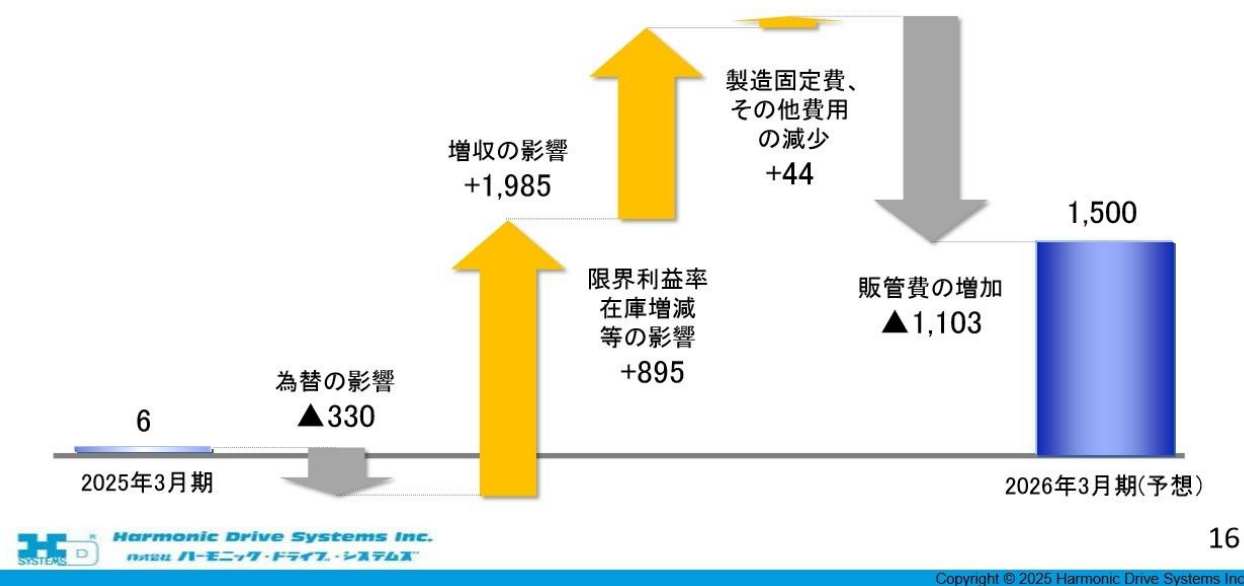 製造固定費、
その他費用
の減少
+44
増収の影響
+1,985
1,500
限界利益率
在庫増減
等の影響
+895
販管費の増加
▲1,103
為替の影響
▲330
6
2025年3月期
2026年3月期(予想)
HD SYSTEMS ®
Harmonic Drive Systems Inc.
株式会社 ハーモニック・ドライブ・システムズ
16
Copyright © 2025 Harmonic Drive Systems Inc